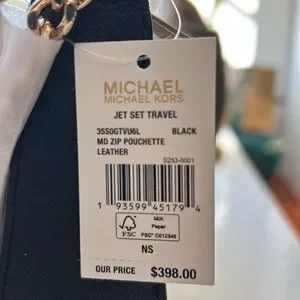 MICHAEL
MICHAEL KORS
JET SET TRAVEL
35S0GTVU6L BLACK
MD ZIP POUCHETTE
LEATHER
S253-0001
1 93599 45179 4
FSC
MIX
Paper
FSC® C012345
NS
OUR PRICE $398.00